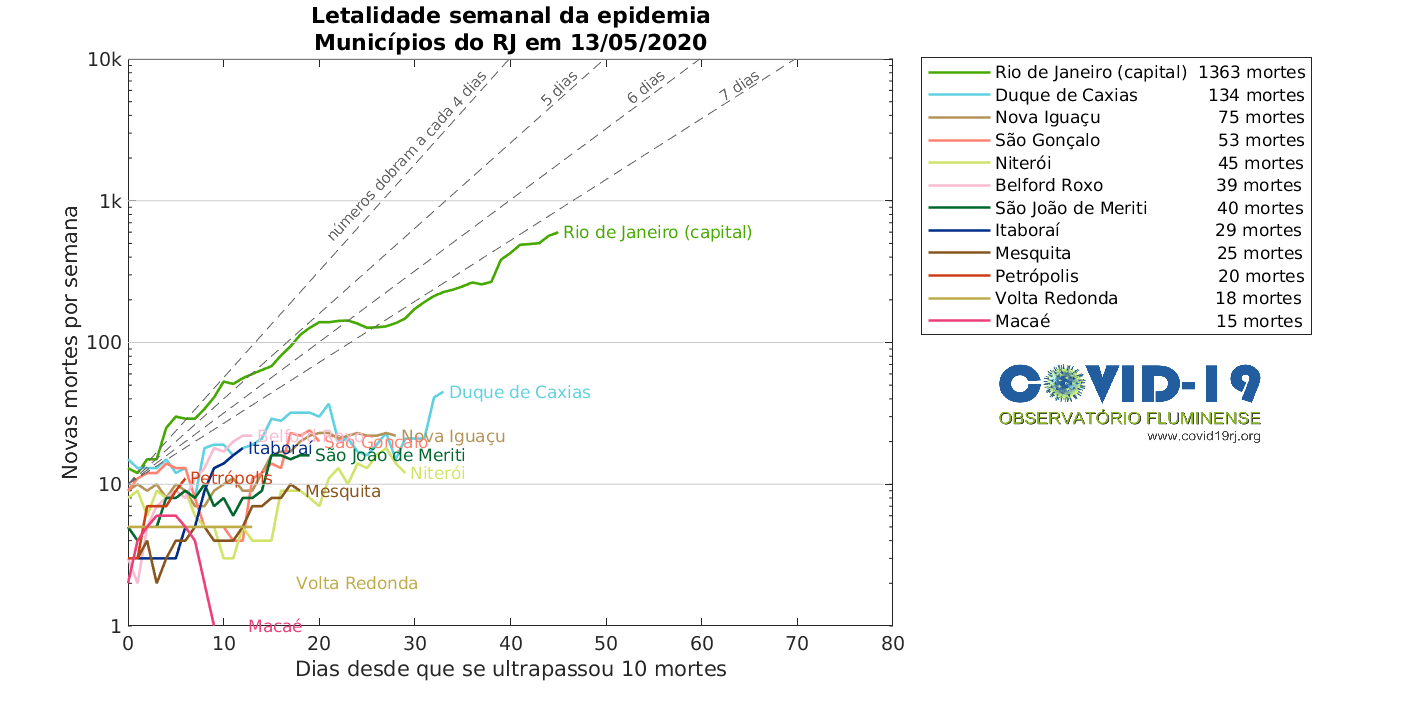 Letalidade semanal da epidemia
Municípios do RJ em 13/05/2020
Novas mortes por semana
10k
1k
100
10
1
0 10 20 30 40 50 60 70 80
Dias desde que se ultrapassou 10 mortes
números dobram a cada 4 dias
5 dias
6 dias
7 dias
Rio de Janeiro (capital)
Duque de Caxias
Belford Roxo
Nova Iguaçu
São Gonçalo
Itaboraí
São João de Meriti
Niterói
Petrópolis
Mesquita
Volta Redonda
Macaé
Rio de Janeiro (capital) 1363 mortes
Duque de Caxias 134 mortes
Nova Iguaçu 75 mortes
São Gonçalo 53 mortes
Niterói 45 mortes
Belford Roxo 39 mortes
São João de Meriti 40 mortes
Itaboraí 29 mortes
Mesquita 25 mortes
Petrópolis 20 mortes
Volta Redonda 18 mortes
Macaé 15 mortes
COVID-19
OBSERVATÓRIO FLUMINENSE
www.covid19rj.org